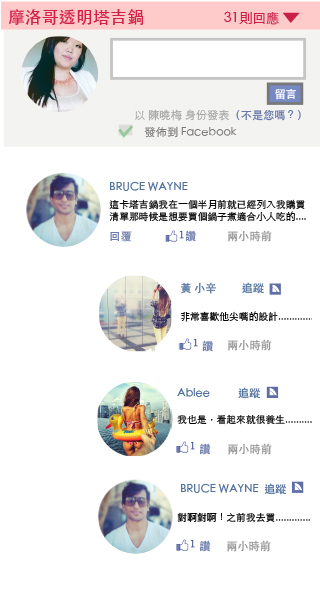 摩洛哥透明塔吉鍋 31則回應
留言
以 陳曉梅 身份發表 (不是您嗎？)
發佈到 Facebook
BRUCE WAYNE
這卡塔吉鍋我在一個半月前就已經列入我購買
清單那時候是想要買個鍋子煮適合小人吃的....
回覆 1讚 兩小時前
黃 小辛 追蹤
非常喜歡他尖嘴的設計............
1 讚 兩小時前
Ablee 追蹤
我也是，看起來就很養生..........
1 讚 兩小時前
BRUCE WAYNE 追蹤
對啊對啊！之前我去買.............
1 讚 兩小時前